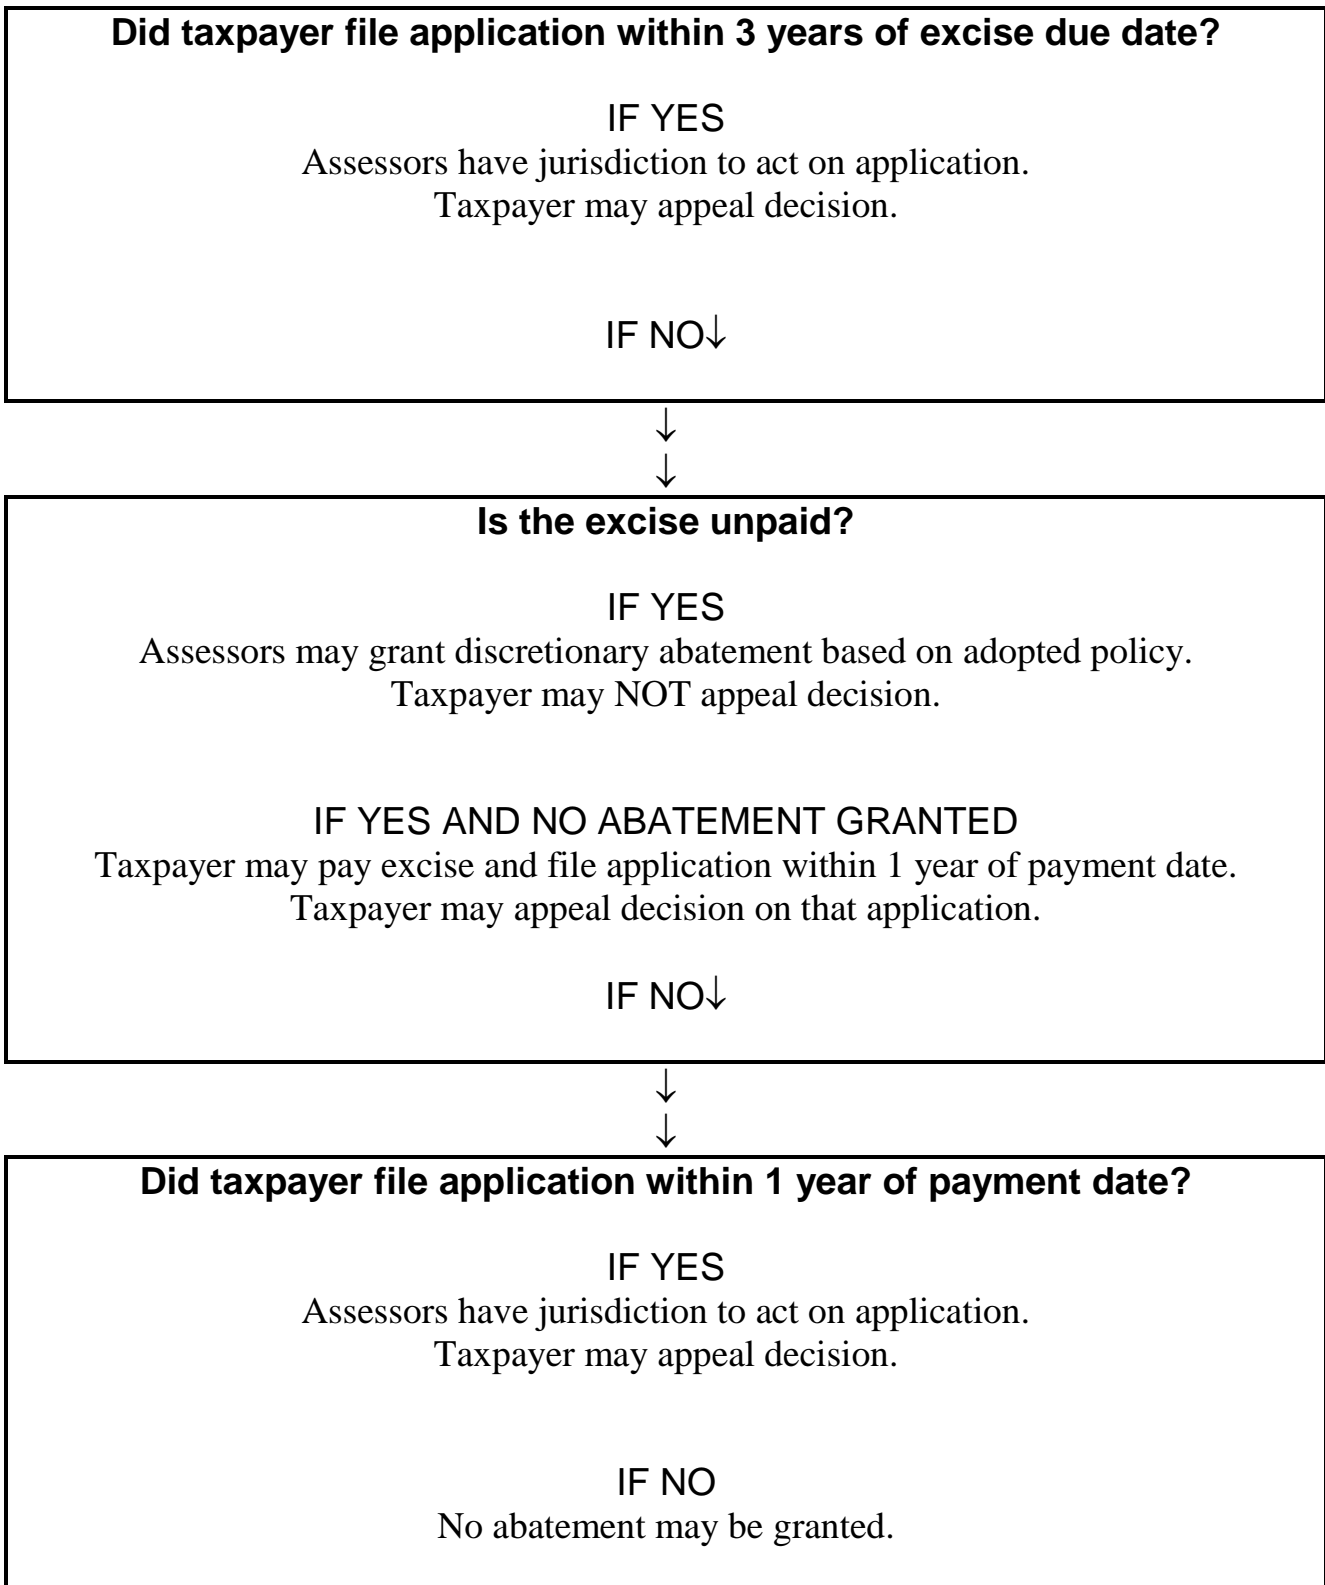 Did taxpayer file application within 3 years of excise due date?
IF YES
Assessors have jurisdiction to act on application.
Taxpayer may appeal decision.
IF NO↓
↓
↓
Is the excise unpaid?
IF YES
Assessors may grant discretionary abatement based on adopted policy.
Taxpayer may NOT appeal decision.
IF YES AND NO ABATEMENT GRANTED
Taxpayer may pay excise and file application within 1 year of payment date.
Taxpayer may appeal decision on that application.
IF NO↓
↓
↓
Did taxpayer file application within 1 year of payment date?
IF YES
Assessors have jurisdiction to act on application.
Taxpayer may appeal decision.
IF NO
No abatement may be granted.